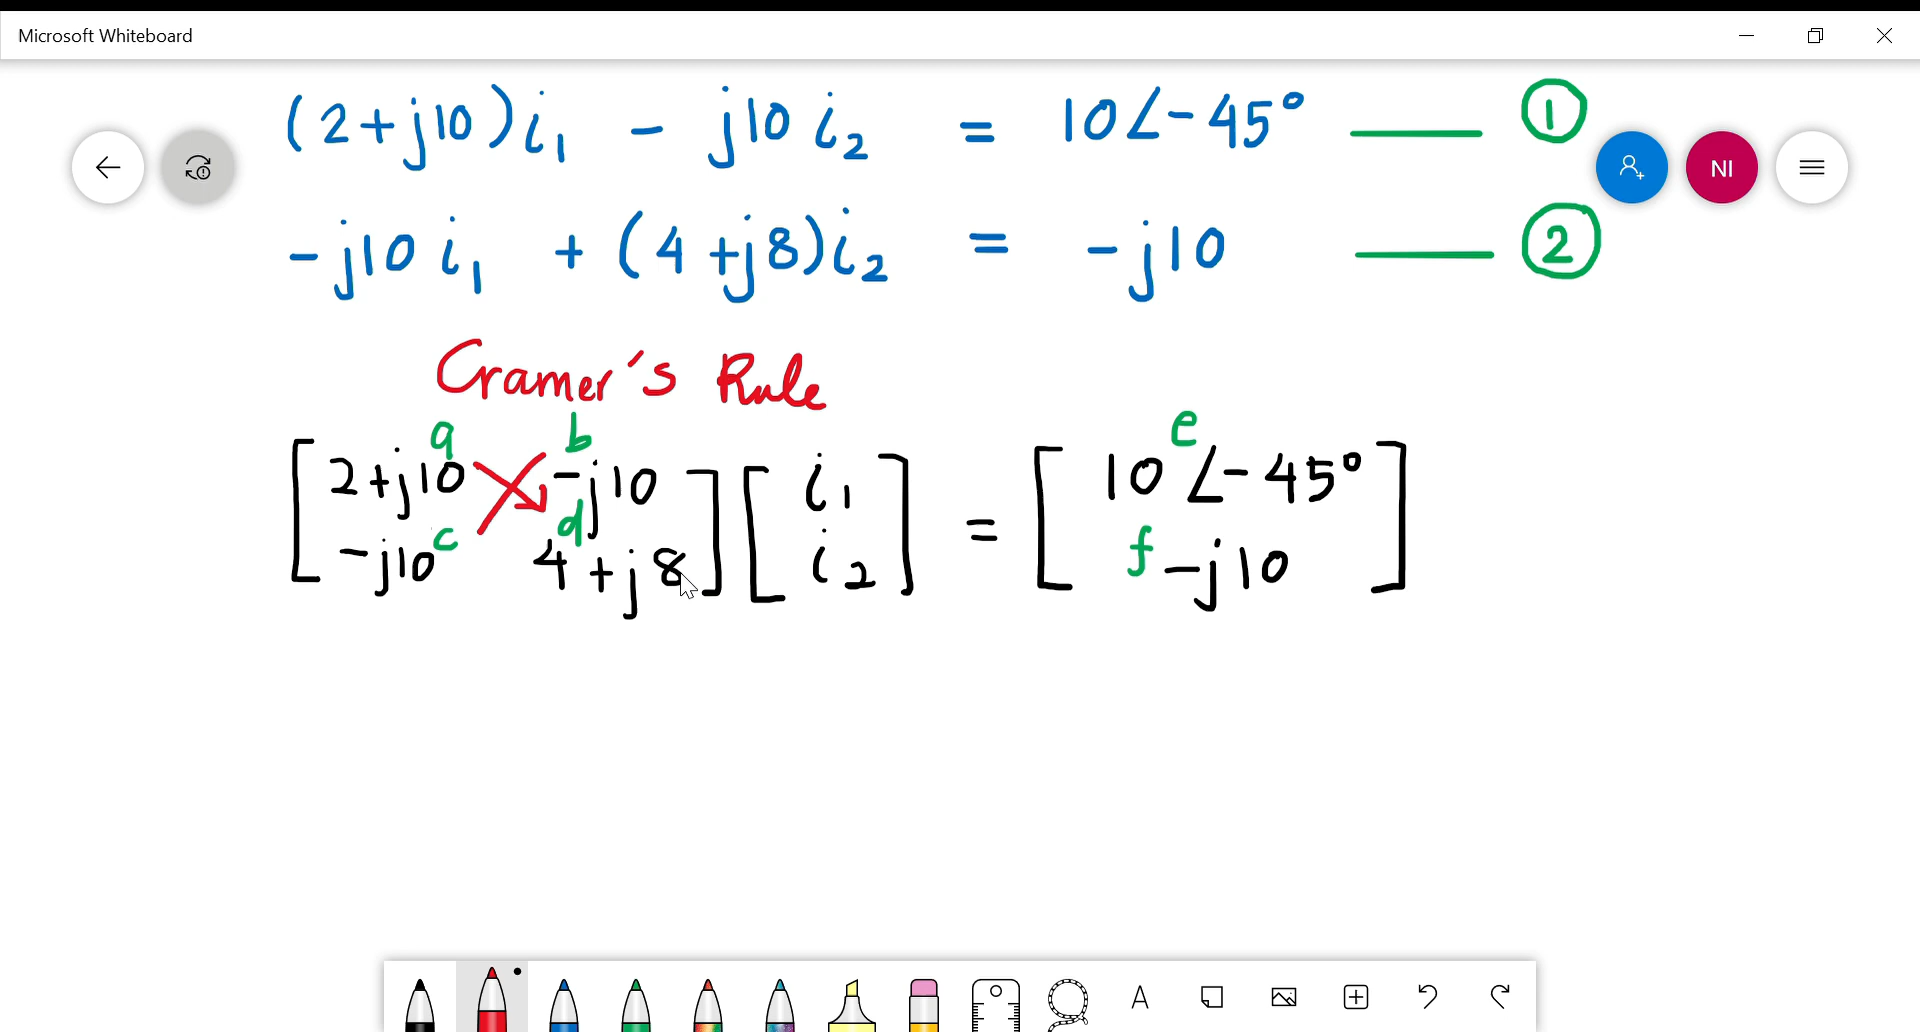 Microsoft Whiteboard
(2+j10)i₁ - j10 i₂ = 10∠-45° —— ①
NI
-j10 i₁ + (4+j8)i₂ = -j10 —— ②
Cramer's Rule
a b e
[2+j10 -j10] [i₁] = [10∠-45°]
c d f
[-j10 4+j8] [i₂] [-j10]
A